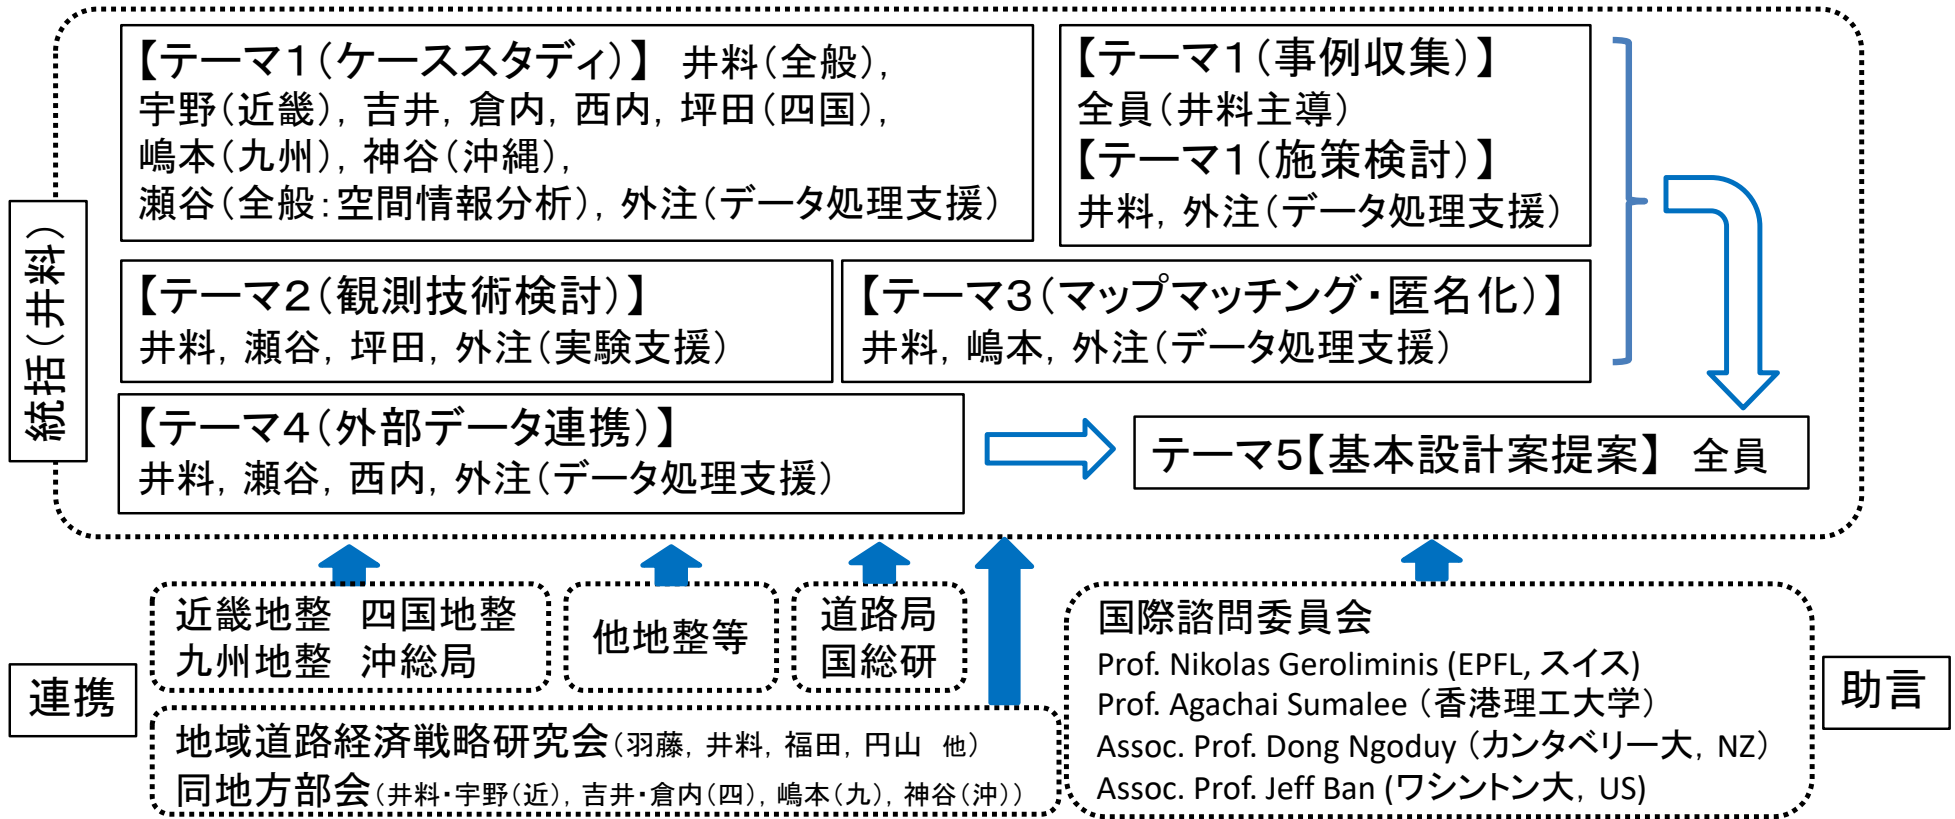 統括（井料）
【テーマ１（ケーススタディ）】 井料（全般），
宇野（近畿），吉井，倉内，西内，坪田（四国），
嶋本（九州），神谷（沖縄），
瀬谷（全般：空間情報分析），外注（データ処理支援）
【テーマ１（事例収集）】
全員（井料主導）
【テーマ１（施策検討）】
井料，外注（データ処理支援）
【テーマ２（観測技術検討）】
井料，瀬谷，坪田，外注（実験支援）
【テーマ３（マップマッチング・匿名化）】
井料，嶋本，外注（データ処理支援）
【テーマ４（外部データ連携）】
井料，瀬谷，西内，外注（データ処理支援）
テーマ５【基本設計案提案】 全員
連携
近畿地整　四国地整
九州地整　沖総局
他地整等
道路局
国総研
地域道路経済戦略研究会（羽藤，井料，福田，円山 他）
同地方部会（井料・宇野（近），吉井・倉内（四），嶋本（九），神谷（沖））
国際諮問委員会
Prof. Nikolas Geroliminis (EPFL, スイス)
Prof. Agachai Sumalee （香港理工大学）
Assoc. Prof. Dong Ngoduy （カンタベリー大，NZ）
Assoc. Prof. Jeff Ban (ワシントン大，US)
助言